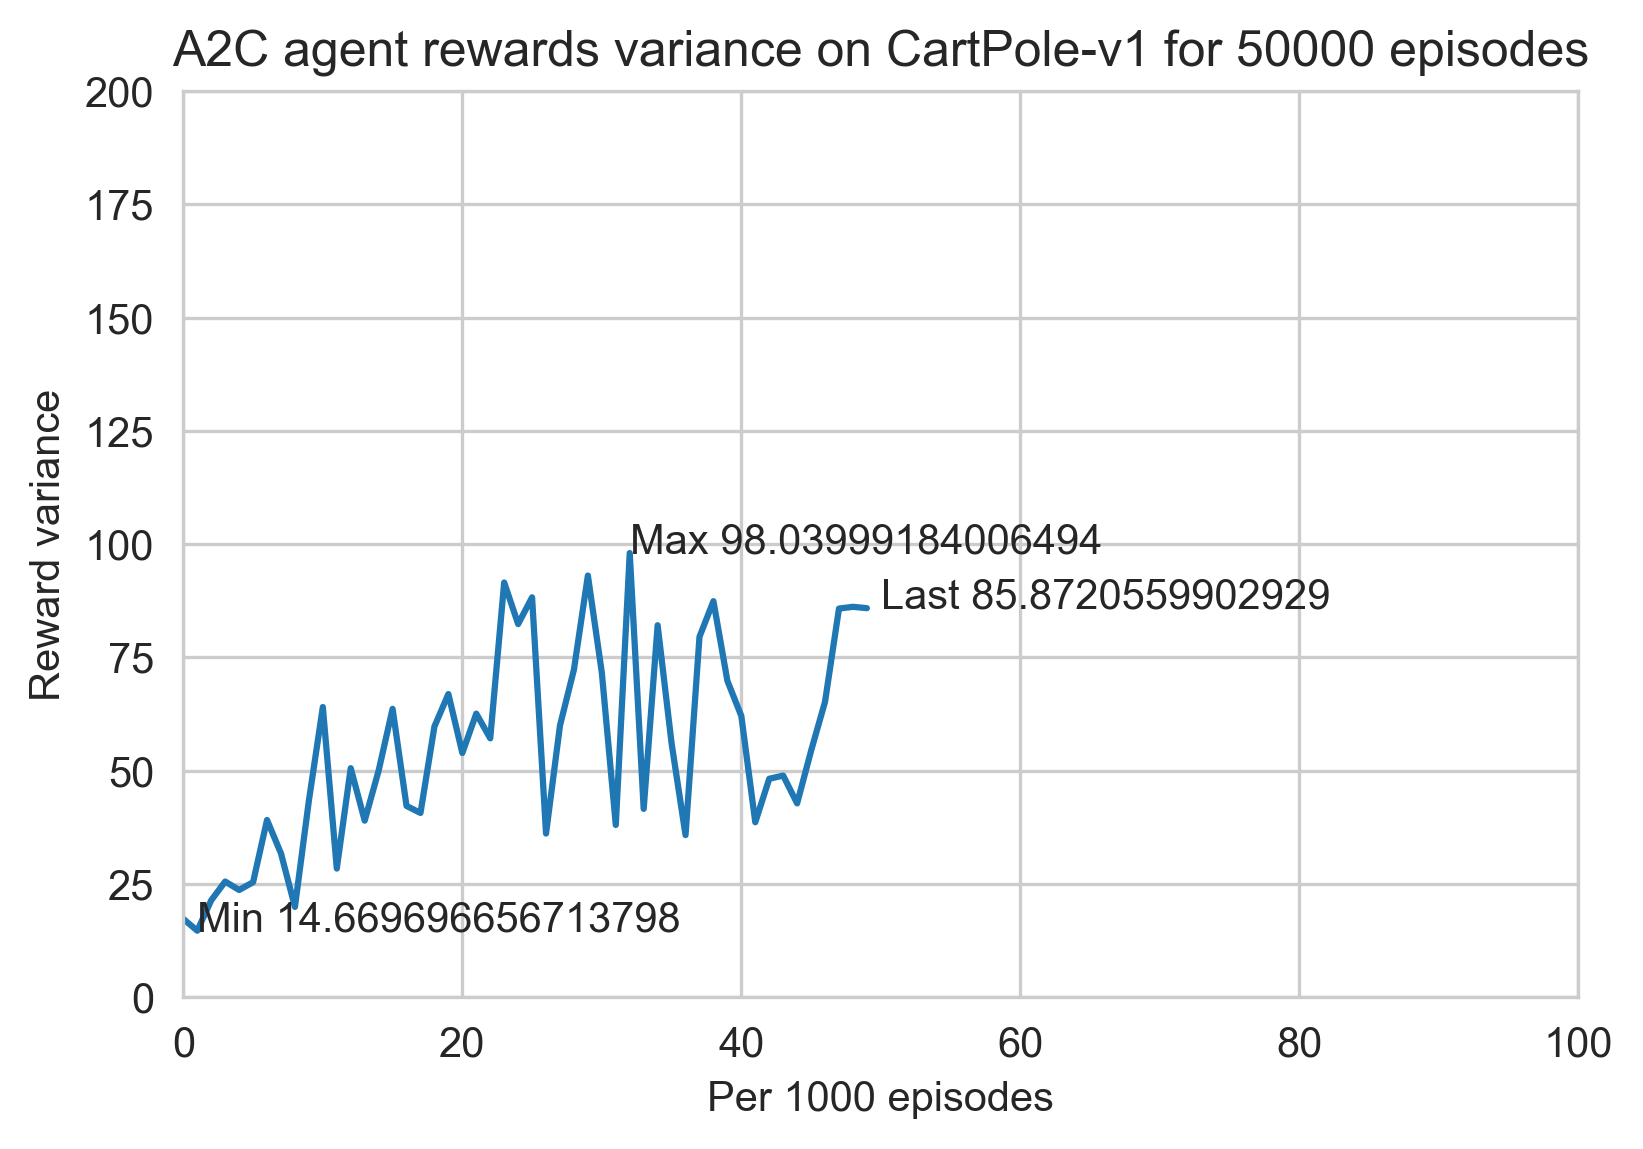 A2C agent rewards variance on CartPole-v1 for 50000 episodes
200
175
150
125
100
75
50
25
0
Reward variance
Max 98.03999184006494
Last 85.8720559902929
Min 14.669696656713798
0 20 40 60 80 100
Per 1000 episodes